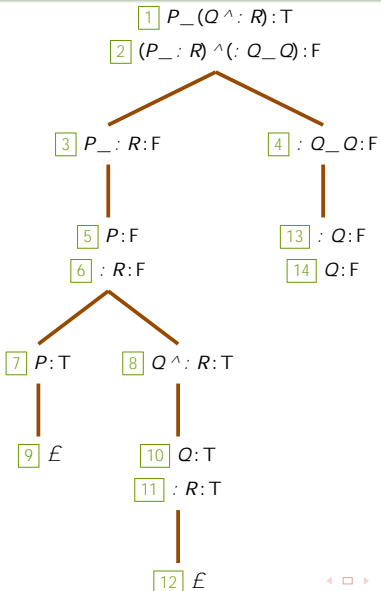 1 P_(Q^: R):T
2 (P_: R)^(: Q_Q):F
3 P_: R:F
4 : Q_Q:F
5 P:F
13 : Q:F
6 : R:F
14 Q:F
7 P:T
8 Q^: R:T
9 £
10 Q:T
11 : R:T
12 £